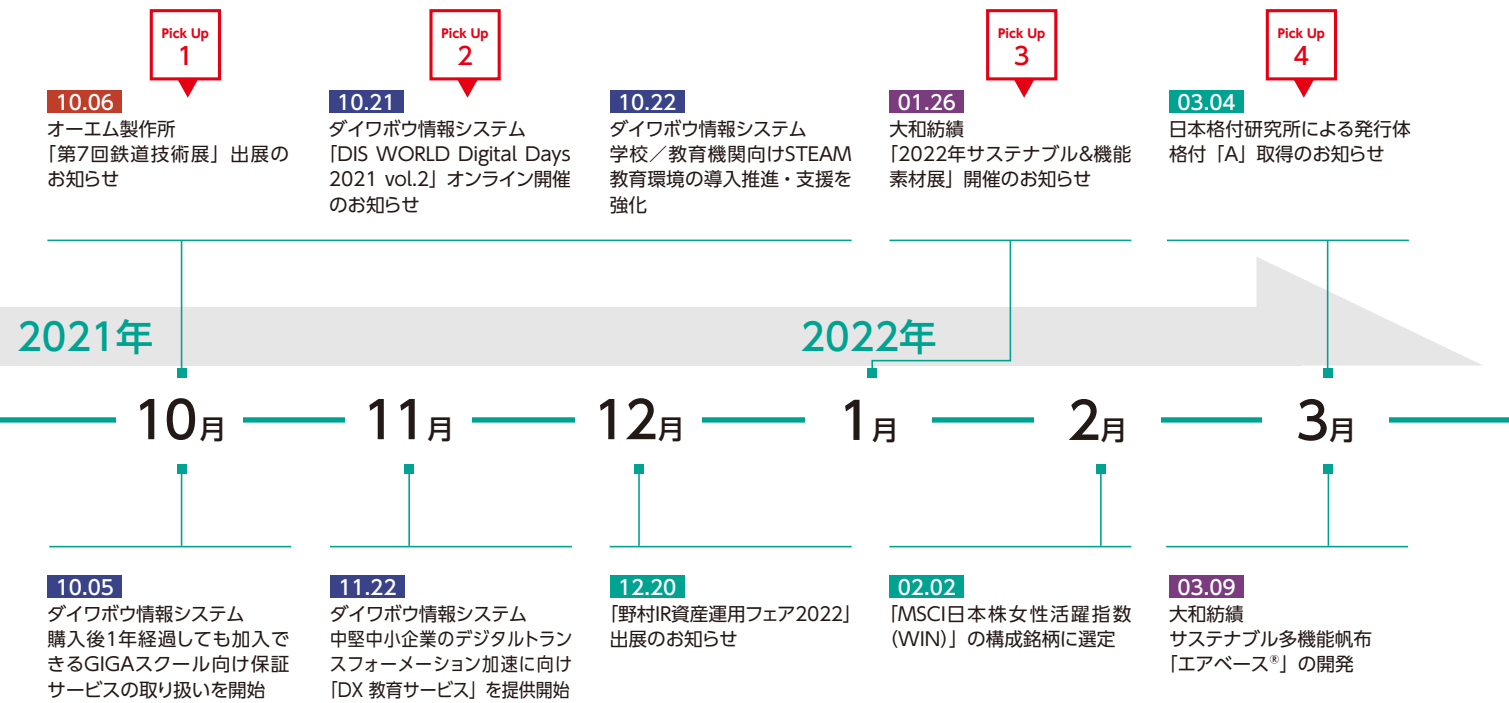 Pick Up
1
10.06
オーエム製作所
「第7回鉄道技術展」出展の
お知らせ
Pick Up
2
10.21
ダイワボウ情報システム
「DIS WORLD Digital Days
2021 vol.2」オンライン開催
のお知らせ
10.22
ダイワボウ情報システム
学校／教育機関向けSTEAM
教育環境の導入推進・支援を
強化
Pick Up
3
01.26
大和紡績
「2022年サステナブル&機能
素材展」開催のお知らせ
Pick Up
4
03.04
日本格付研究所による発行体
格付「A」取得のお知らせ
2021年
2022年
10月
11月
12月
1月
2月
3月
10.05
ダイワボウ情報システム
購入後1年経過しても加入で
きるGIGAスクール向け保証
サービスの取り扱いを開始
11.22
ダイワボウ情報システム
中堅中小企業のデジタルトラン
スフォーメーション加速に向け
「DX 教育サービス」を提供開始
12.20
「野村IR資産運用フェア2022」
出展のお知らせ
02.02
「MSCI日本株女性活躍指数
(WIN)」の構成銘柄に選定
03.09
大和紡績
サステナブル多機能帆布
「エアベース®」の開発